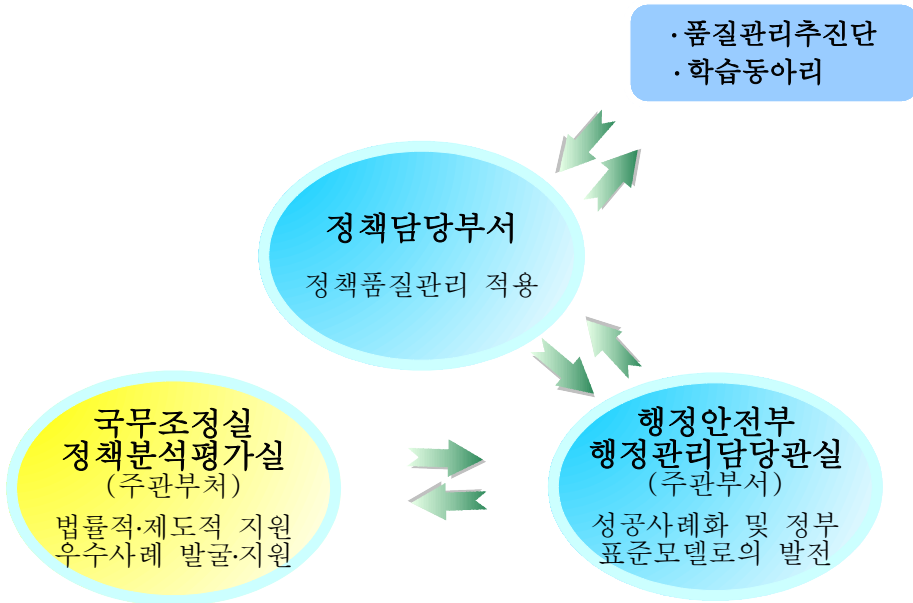 ·품질관리추진단
·학습동아리
정책담당부서
정책품질관리 적용
국무조정실
정책분석평가실
(주관부처)
법률적·제도적 지원
우수사례 발굴·지원
행정안전부
행정관리담당관실
(주관부서)
성공사례화 및 정부
표준모델로의 발전